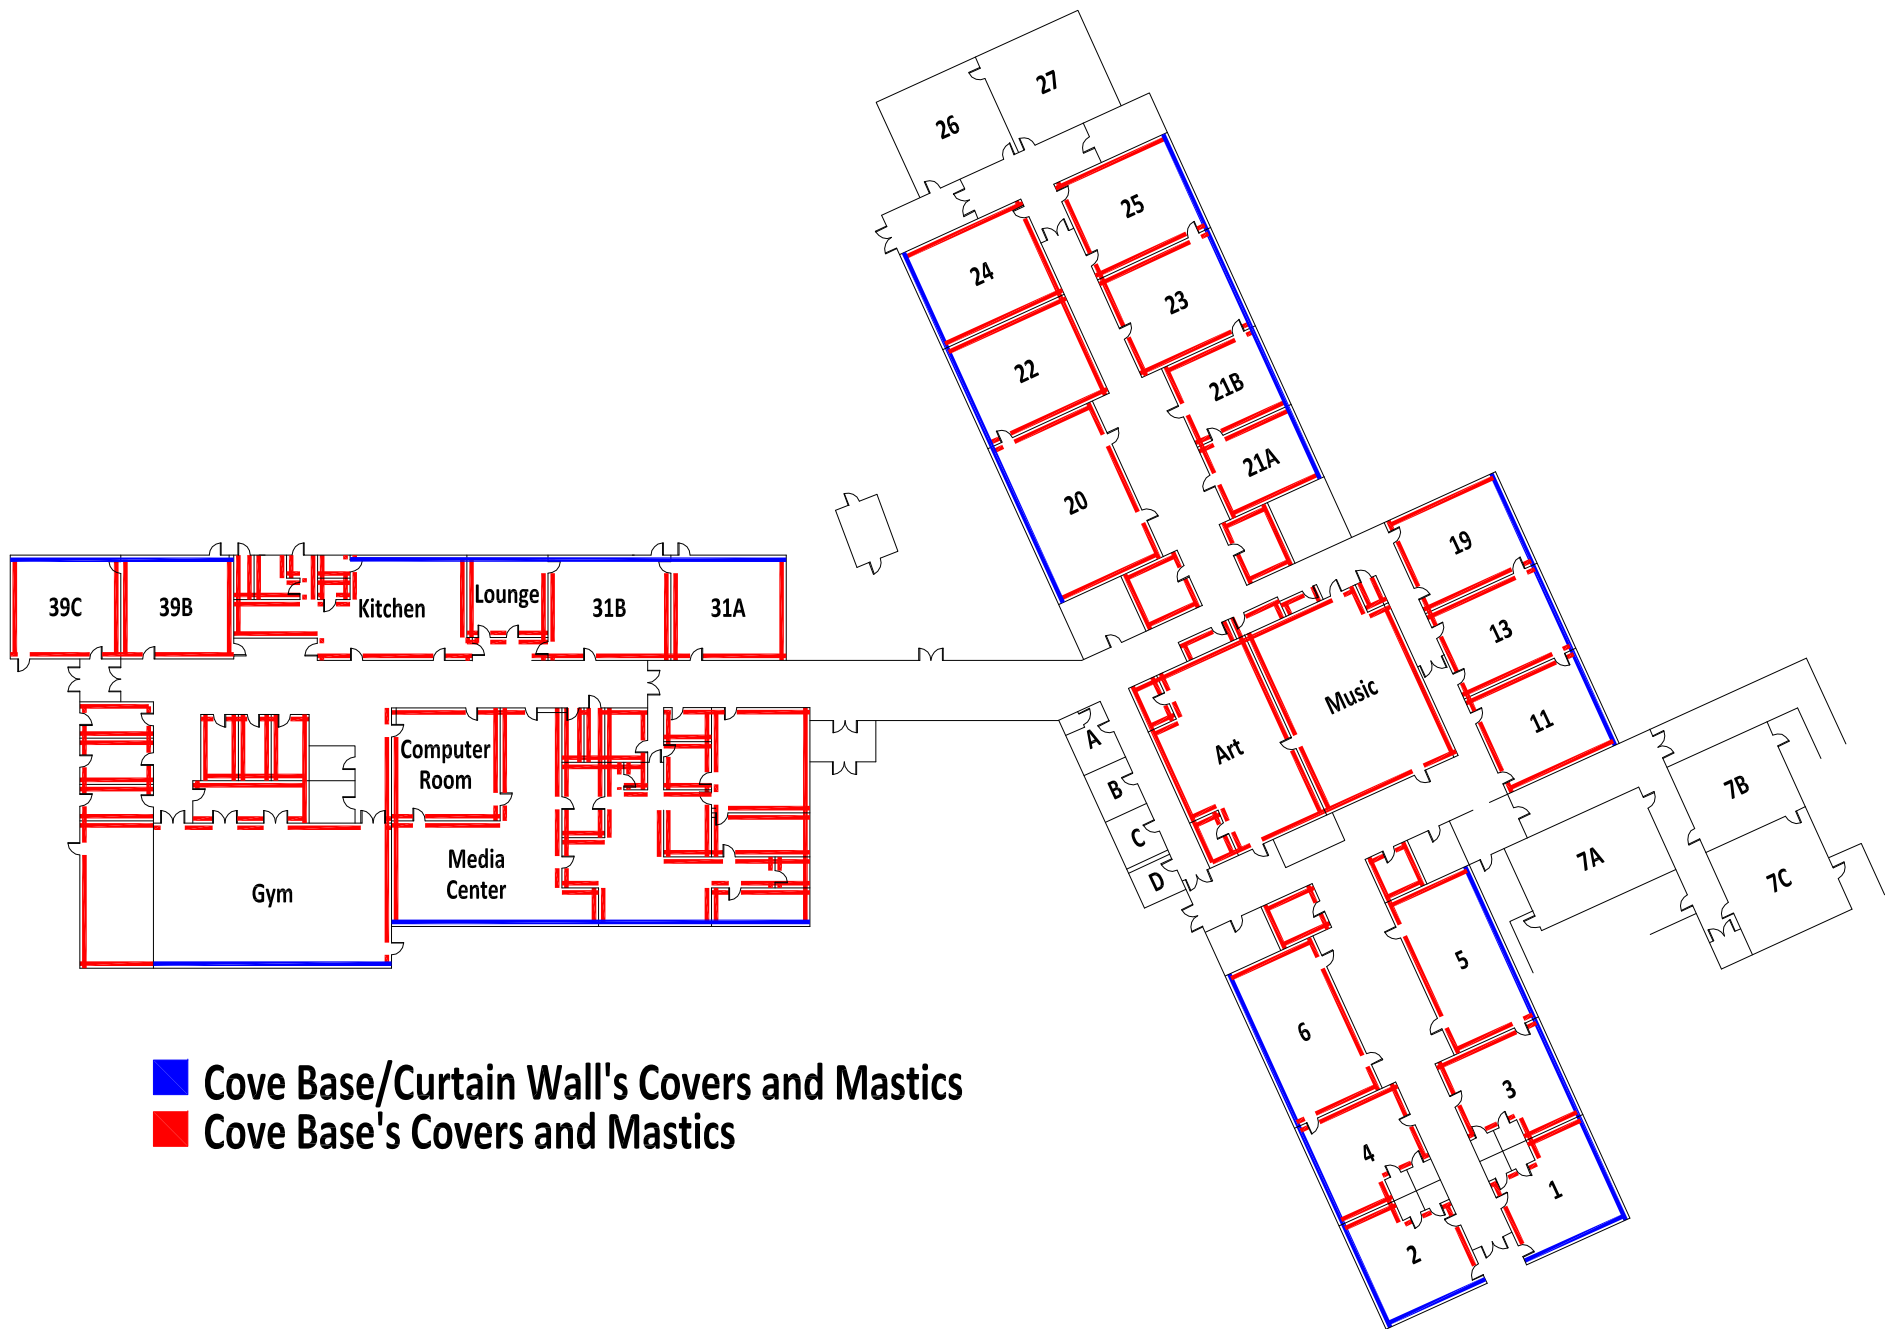 27
26
25
24
23
22
21B
21A
20
19
13
11
39C
39B
Kitchen
Lounge
31B
31A
Music
Art
A
B
C
D
Computer
Room
Media
Center
Gym
7B
7A
7C
5
6
3
4
1
2
Cove Base/Curtain Wall's Covers and Mastics
Cove Base's Covers and Mastics